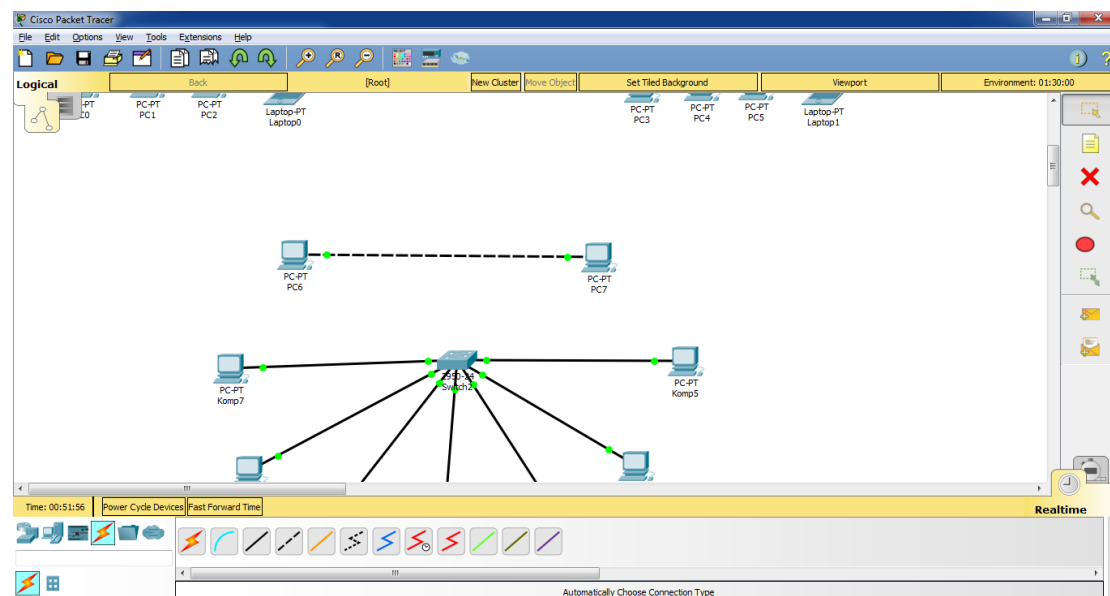 Cisco Packet Tracer
File Edit Options View Tools Extensions Help
Logical Back [Root] New Cluster Move Object Set Tiled Background Viewport Environment: 01:30:00
PC-PT PC-PT Laptop-PT PC-PT PC-PT PC-PT Laptop-PT
PC1 PC2 Laptop0 PC3 PC4 PC5 Laptop1
PC-PT
PC6
PC-PT
PC7
2950-24
Switch2
PC-PT
Komp7
PC-PT
Komp5
Time: 00:51:56 Power Cycle Devices Fast Forward Time Realtime
Automatically Choose Connection Type